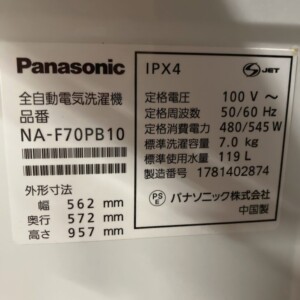 Panasonic
全自動電気洗濯機
品番
NA-F70PB10
外形寸法
幅 562 mm
奥行 572 mm
高さ 957 mm
IPX4
S JET
定格電圧 100 V～
定格周波数 50/60 Hz
定格消費電力 480/545 W
標準洗濯容量 7.0 kg
標準使用水量 119 L
製造番号 1781402874
PS E パナソニック株式会社
中国製